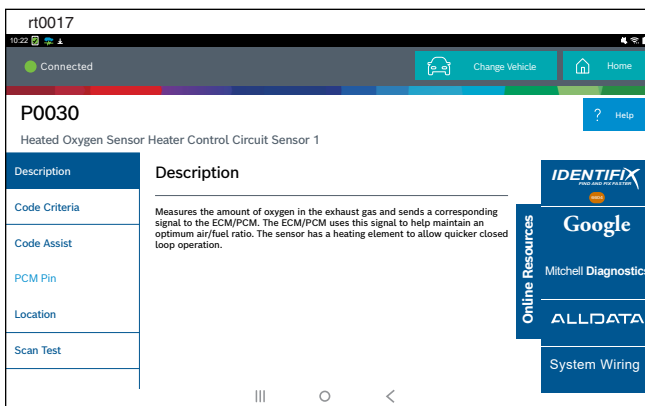 rt0017
10:22
Connected
Change Vehicle
Home
P0030
? Help
Heated Oxygen Sensor Heater Control Circuit Sensor 1
Description
Code Criteria
Code Assist
PCM Pin
Location
Scan Test
Description
Measures the amount of oxygen in the exhaust gas and sends a corresponding
signal to the ECM/PCM. The ECM/PCM uses this signal to help maintain an
optimum air/fuel ratio. The sensor has a heating element to allow quicker closed
loop operation.
Online Resources
IDENTIFIX
FIND AND FIX FASTER
Google
Mitchell Diagnostics
ALLDATA
System Wiring